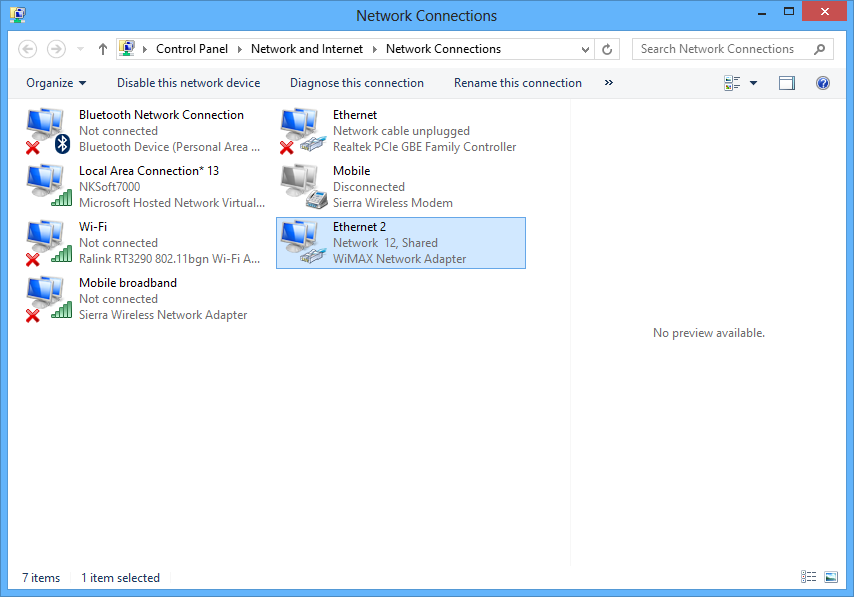 Network Connections
Control Panel Network and Internet Network Connections Search Network Connections
Organize Disable this network device Diagnose this connection Rename this connection »
Bluetooth Network Connection
Not connected
Bluetooth Device (Personal Area ...
Ethernet
Network cable unplugged
Realtek PCIe GBE Family Controller
Local Area Connection* 13
NKSoft7000
Microsoft Hosted Network Virtual...
Mobile
Disconnected
Sierra Wireless Modem
Wi-Fi
Not connected
Ralink RT3290 802.11bgn Wi-Fi A...
Ethernet 2
Network 12, Shared
WiMAX Network Adapter
Mobile broadband
Not connected
Sierra Wireless Network Adapter
No preview available.
7 items 1 item selected